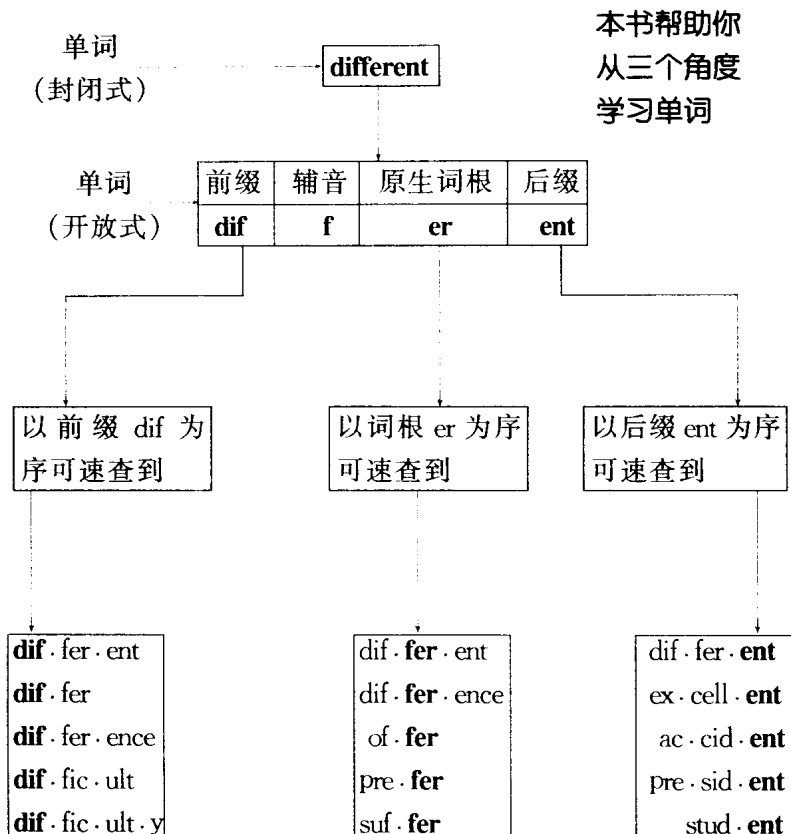 本书帮助你
从三个角度
学习单词
单词
(封闭式)
different
单词
(开放式)
前缀 辅音 原生词根 后缀
dif f er ent
以前缀 dif 为
序可速查到
以词根 er 为序
可速查到
以后缀 ent 为序
可速查到
dif·fer·ent
dif·fer
dif·fer·ence
dif·fic·ult
dif·fic·ult·y
dif·fer·ent
dif·fer·ence
of·fer
pre·fer
suf·fer
dif·fer·ent
ex·cell·ent
ac·cid·ent
pre·sid·ent
stud·ent